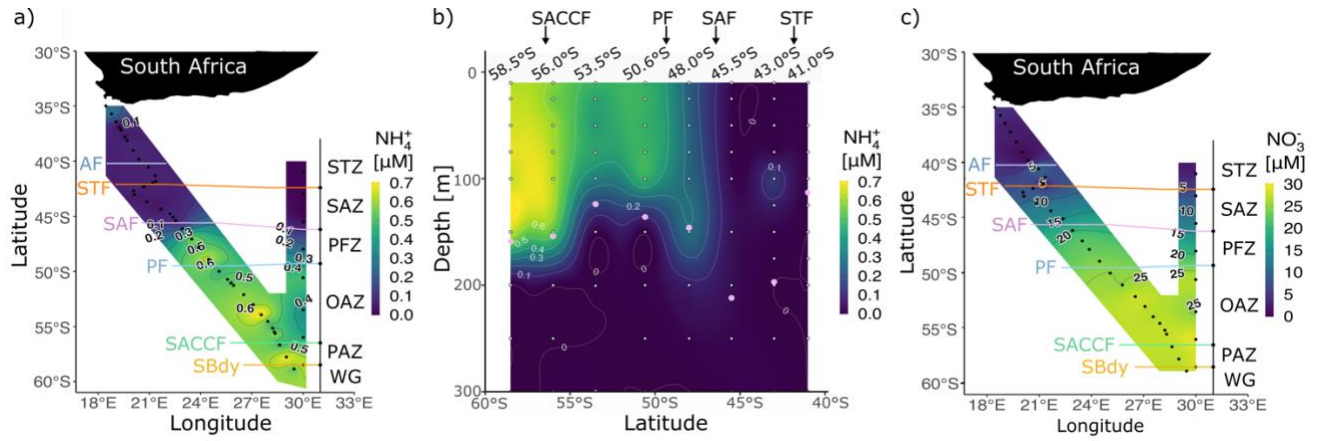 a)
30°S
South Africa
35°S
0.1
NH₄⁺
[µM]
AF
40°S
STZ
0.7
STF
0.6
SAZ
0.5
SAF
45°S
0.1
0.2
0.3
0.1
0.2
PFZ
0.4
0.3
0.6
0.3
0.2
PF
0.6
0.4
50°S
0.5
OAZ
0.1
0.4
0.0
0.6
55°S
SACCF
0.5
PAZ
SBdy
WG
60°S
18°E 21°E 24°E 27°E 30°E 33°E
Latitude
Longitude
b)
SACCF PF SAF STF
58.5°S 56.0°S 53.5°S 50.6°S 48.0°S 45.5°S 43.0°S 41.0°S
0
0
0.1
100
0.2
0.6
0.5
0.4
0.3
0.1
0 0
200
0
0
0
300
60°S 55°S 50°S 45°S 40°S
Depth [m]
Latitude
NH₄⁺
[µM]
0.7
0.6
0.5
0.4
0.3
0.2
0.1
0.0
c)
30°S
South Africa
35°S
NO₃⁻
[µM]
AF
40°S
5
STZ
30
STF
5
5
25
10
10
SAZ
SAF
45°S
15
15
20
20
20
PFZ
15
PF
25
25
10
50°S
25
OAZ
5
25
0
55°S
SACCF
PAZ
SBdy
WG
60°S
18°E 21°E 24°E 27°E 30°E 33°E
Latitude
Longitude